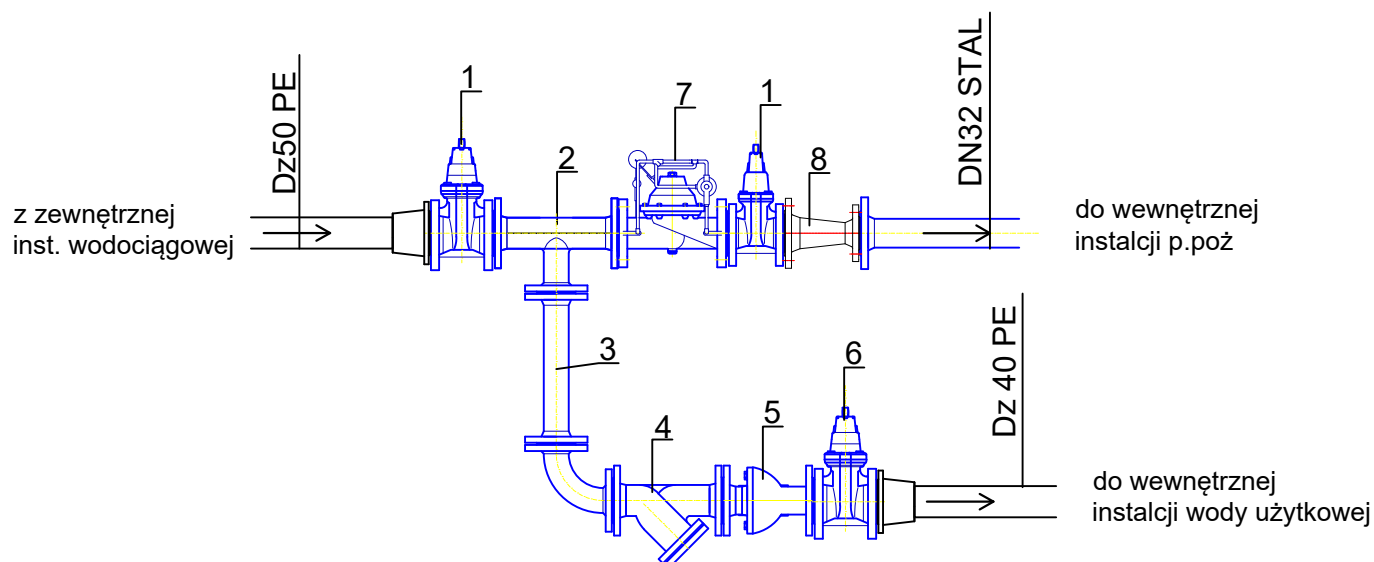 Dz50 PE
1
2
7
1
8
DN32 STAL
z zewnętrznej
inst. wodociągowej
do wewnętrznej
instalcji p.poż
3
4
5
6
Dz 40 PE
do wewnętrznej
instalcji wody użytkowej